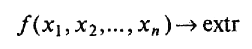 f(x₁, x₂,..., xₙ) → extr